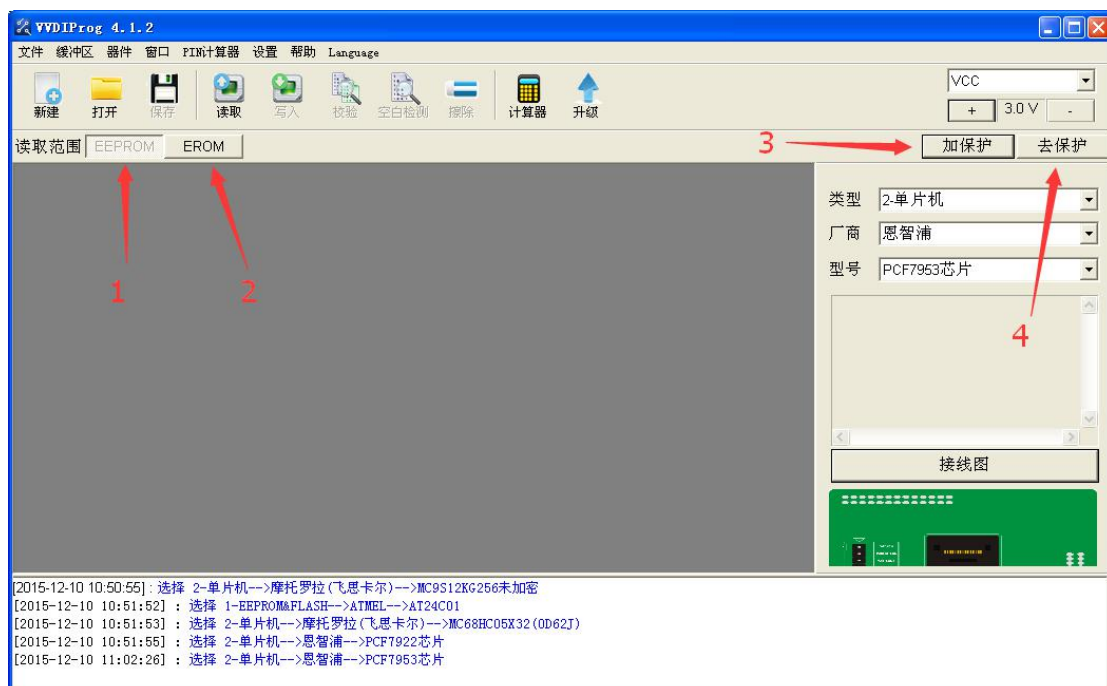 VVDIProg 4.1.2
文件 缓冲区 器件 窗口 PIN计算器 设置 帮助 Language
新建 打开 保存 读取 写入 校验 空白检测 擦除 计算器 升级
VCC
+ 3.0 V -
读取范围 EEPROM EROM
3
加保护 去保护
类型 2-单片机
厂商 恩智浦
型号 PCF7953芯片
1
2
4
接线图
[2015-12-10 10:50:55] : 选择 2-单片机-->摩托罗拉(飞思卡尔)-->MC9S12KG256未加密
[2015-12-10 10:51:52] : 选择 1-EEPROM&FLASH-->ATMEL-->AT24C01
[2015-12-10 10:51:53] : 选择 2-单片机-->摩托罗拉(飞思卡尔)-->MC68HC05X32(0D62J)
[2015-12-10 10:51:55] : 选择 2-单片机-->恩智浦-->PCF7922芯片
[2015-12-10 11:02:26] : 选择 2-单片机-->恩智浦-->PCF7953芯片